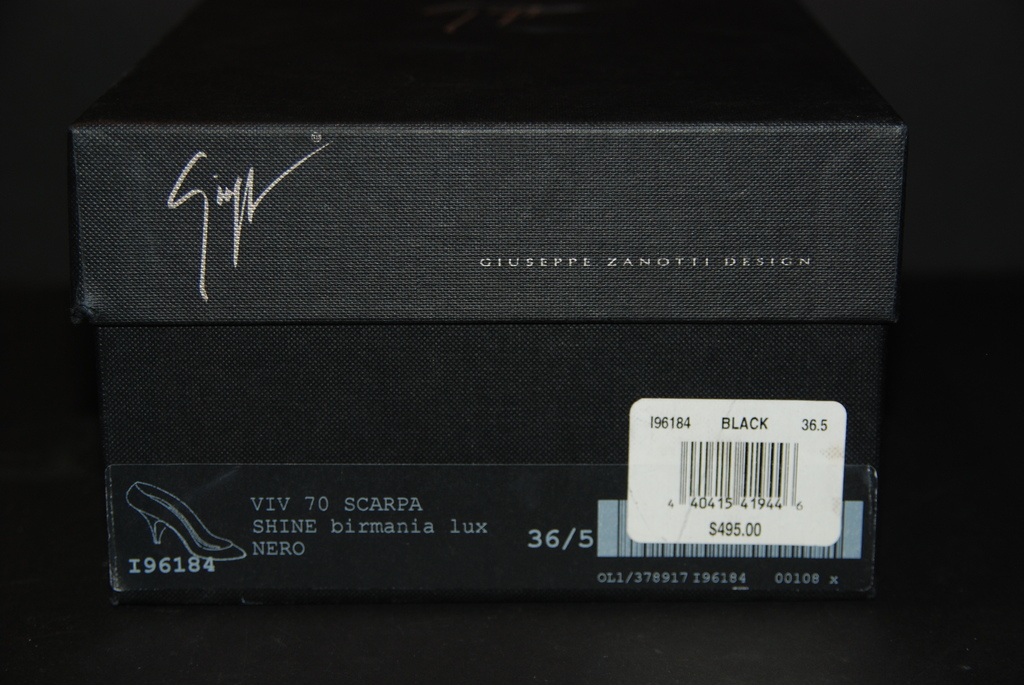 Giuseppe
®
GIUSEPPE ZANOTTI DESIGN
I96184 BLACK 36.5
4 40415 41944 6
$495.00
VIV 70 SCARPA
SHINE birmania lux
NERO
36/5
I96184
OL1/378917 I96184 00108 x